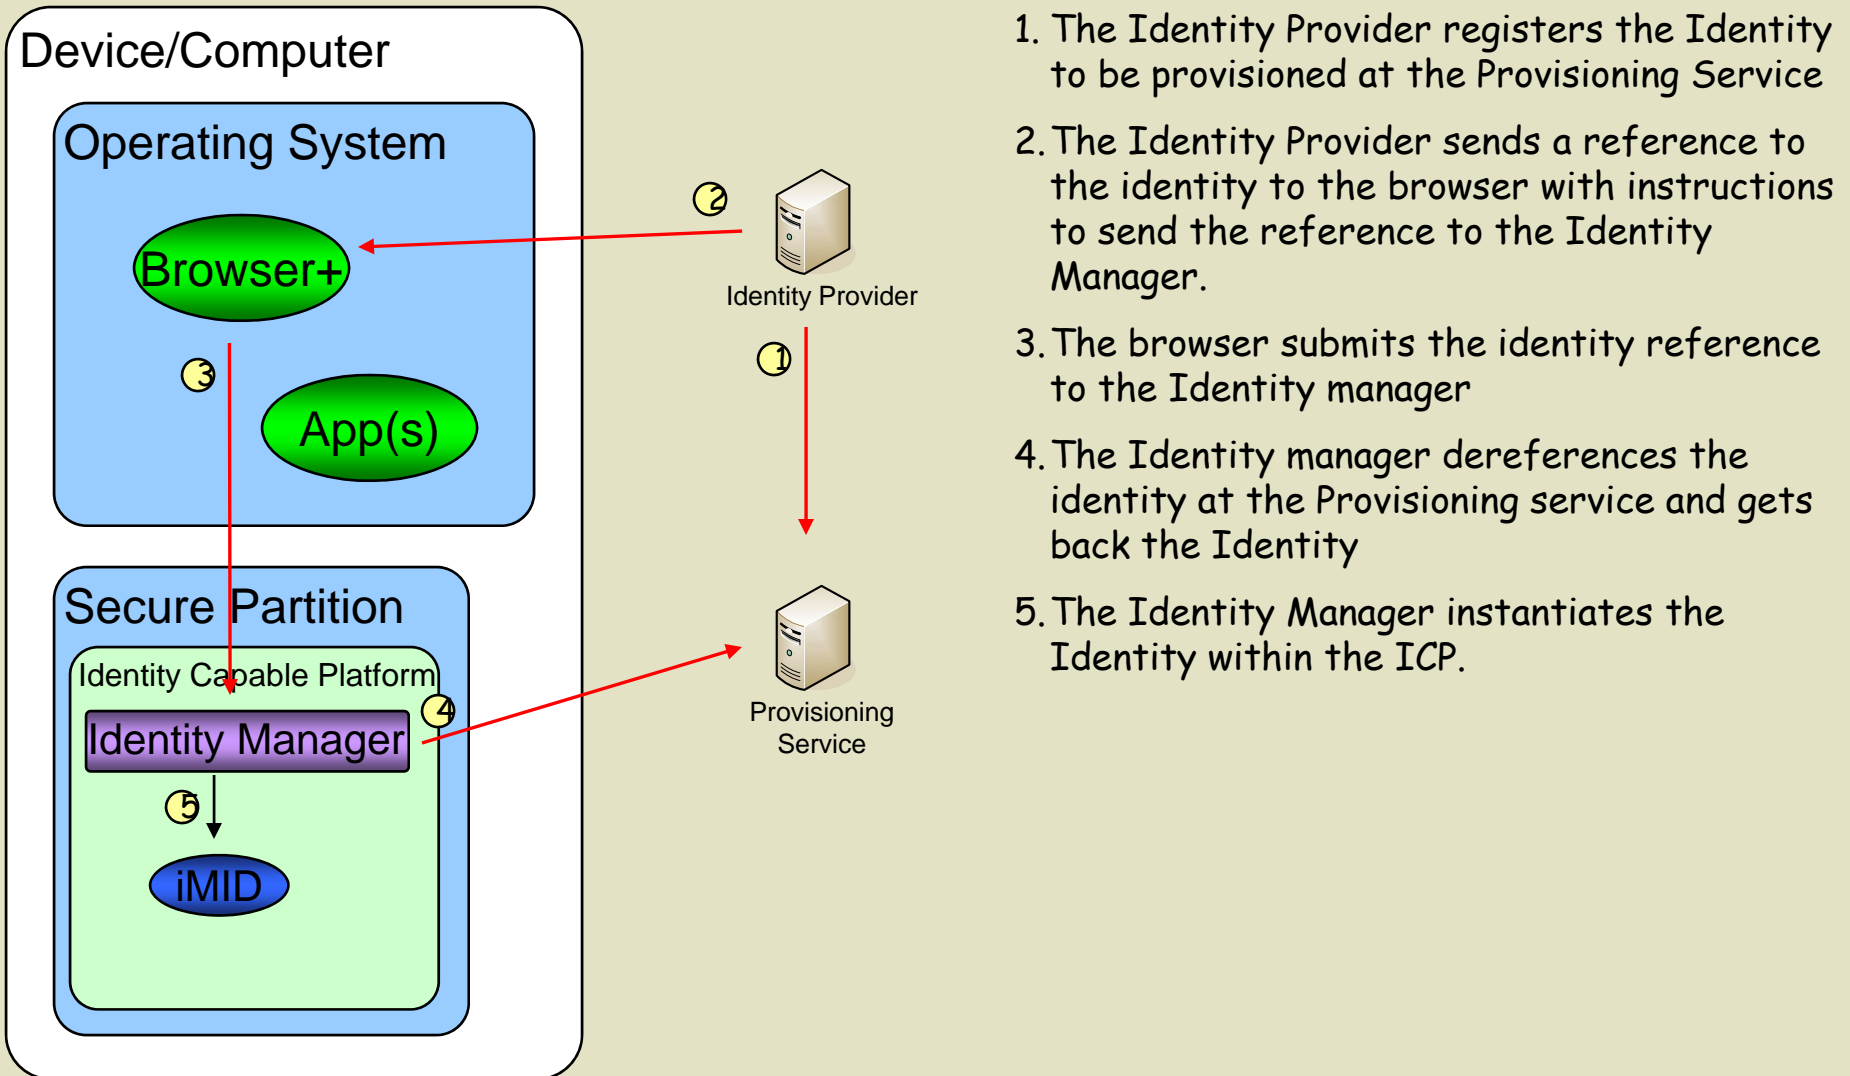 Device/Computer
Operating System
Browser+
App(s)
2
Identity Provider
1
3
Secure Partition
Identity Capable Platform
4
Identity Manager
5
iMID
Provisioning
Service
1. The Identity Provider registers the Identity
to be provisioned at the Provisioning Service
2. The Identity Provider sends a reference to
the identity to the browser with instructions
to send the reference to the Identity
Manager.
3. The browser submits the identity reference
to the Identity manager
4. The Identity manager dereferences the
identity at the Provisioning service and gets
back the Identity
5. The Identity Manager instantiates the
Identity within the ICP.